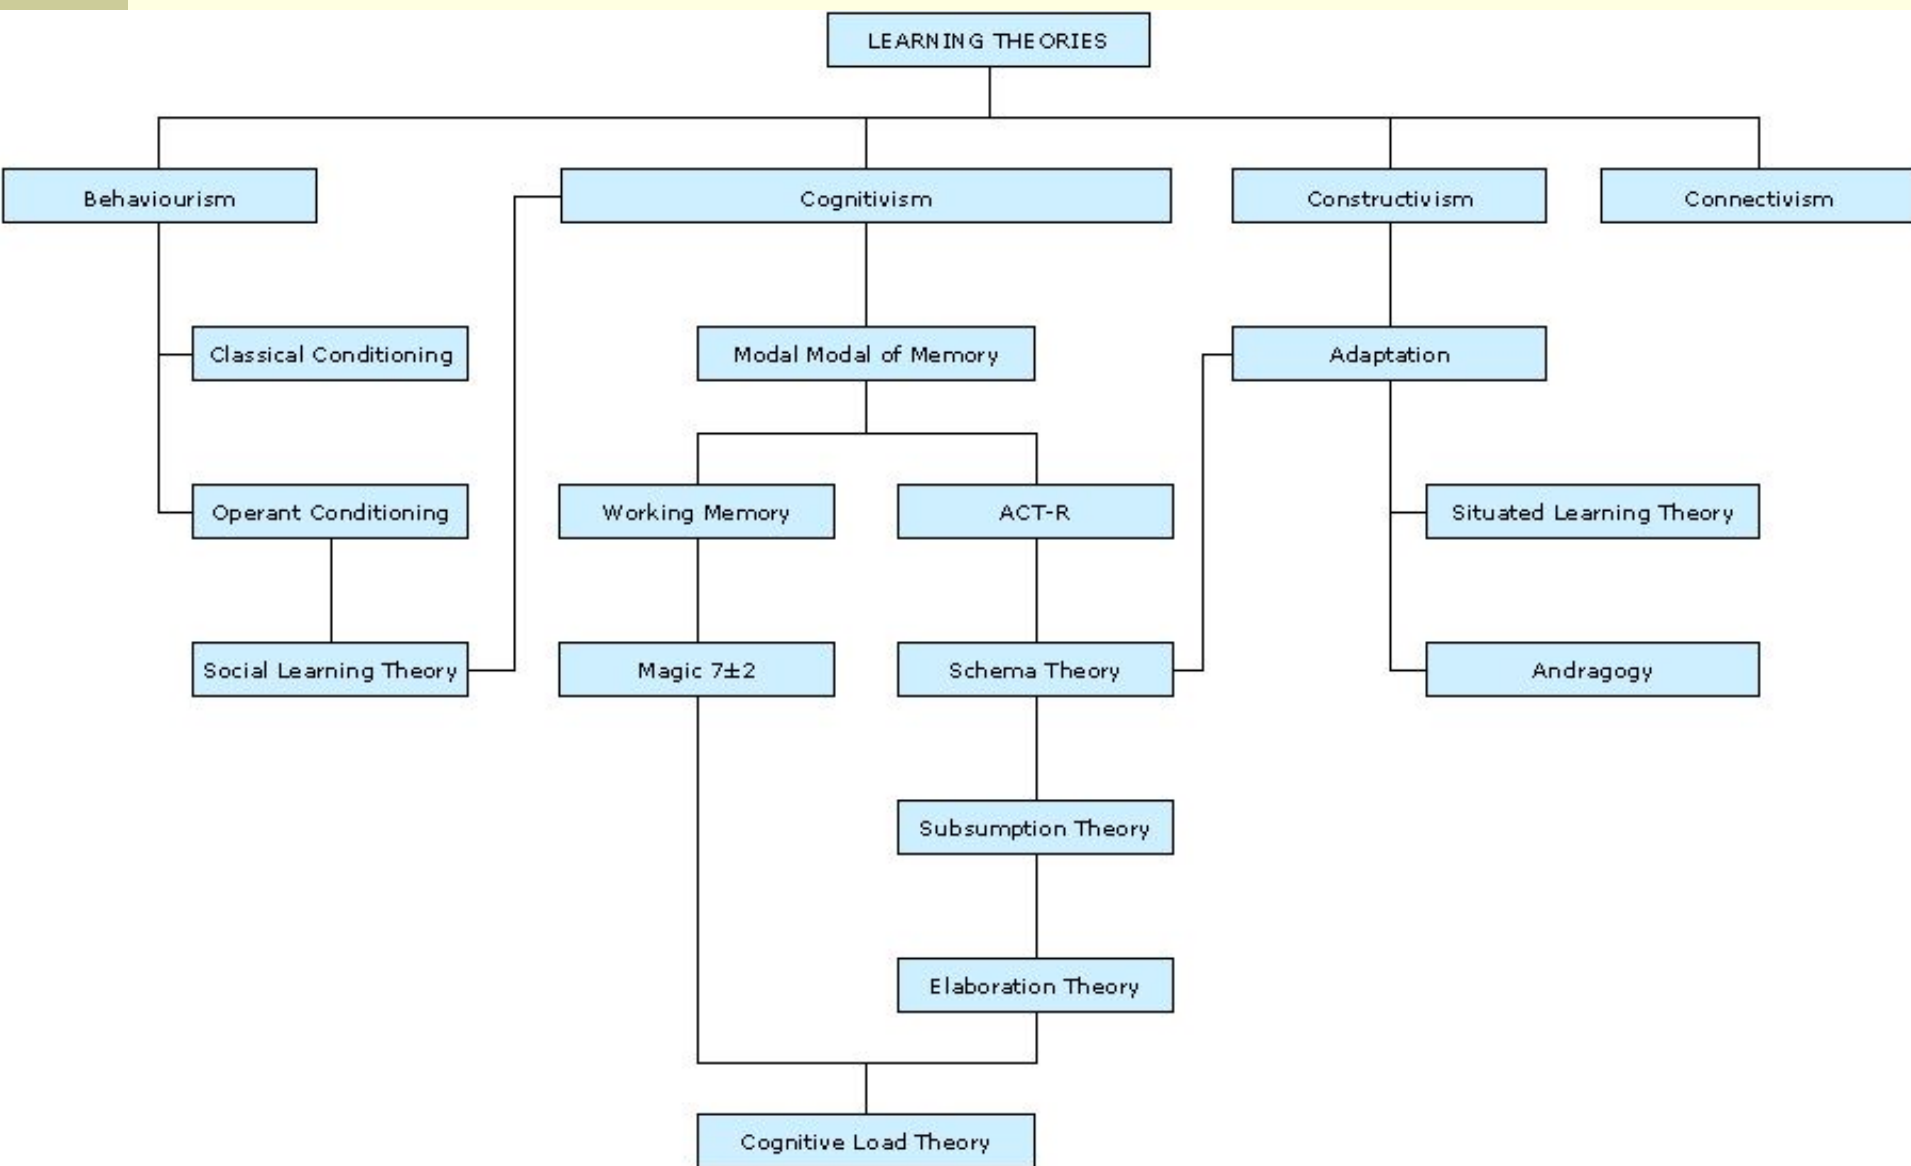 LEARNING THEORIES
Behaviourism
Cognitivism
Constructivism
Connectivism
Classical Conditioning
Modal Modal of Memory
Adaptation
Operant Conditioning
Working Memory
ACT-R
Situated Learning Theory
Social Learning Theory
Magic 7±2
Schema Theory
Andragogy
Subsumption Theory
Elaboration Theory
Cognitive Load Theory